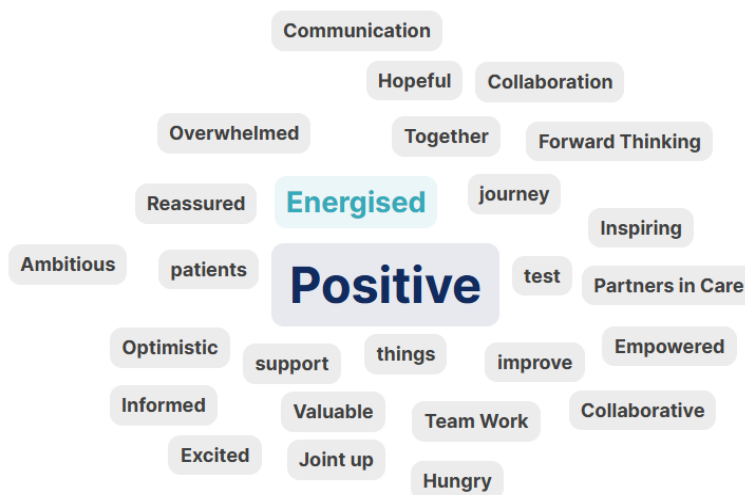 Communication
Hopeful
Collaboration
Overwhelmed
Together
Forward Thinking
Reassured
Energised
journey
Inspiring
Ambitious
patients
Positive
test
Partners in Care
Optimistic
support
things
improve
Empowered
Informed
Valuable
Team Work
Collaborative
Excited
Joint up
Hungry